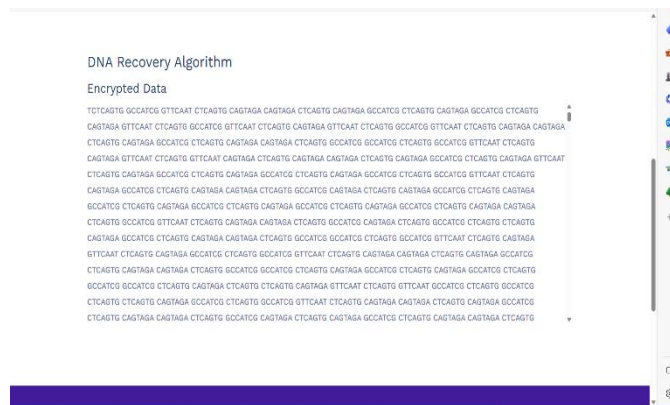 DNA Recovery Algorithm
Encrypted Data
TCTCAGTG GCCATCG GTTCAAT CTCAGTG CAGTAGA CAGTAGA CTCAGTG CAGTAGA GCCATCG CTCAGTG CAGTAGA GCCATCG CTCAGTG
CAGTAGA GTTCAAT CTCAGTG GCCATCG GTTCAAT CTCAGTG CAGTAGA GTTCAAT CTCAGTG GCCATCG GTTCAAT CTCAGTG CAGTAGA CAGTAGA
CTCAGTG CAGTAGA GCCATCG CTCAGTG CAGTAGA CAGTAGA CTCAGTG GCCATCG GCCATCG CTCAGTG GCCATCG GTTCAAT CTCAGTG
CAGTAGA GTTCAAT CTCAGTG GTTCAAT CAGTAGA CTCAGTG CAGTAGA CAGTAGA CTCAGTG CAGTAGA GCCATCG CTCAGTG CAGTAGA GTTCAAT
CTCAGTG CAGTAGA GCCATCG CTCAGTG CAGTAGA GCCATCG CTCAGTG CAGTAGA GCCATCG CTCAGTG GCCATCG GTTCAAT CTCAGTG
CAGTAGA GCCATCG CTCAGTG CAGTAGA CAGTAGA CTCAGTG GCCATCG CAGTAGA CTCAGTG CAGTAGA GCCATCG CTCAGTG CAGTAGA
GCCATCG CTCAGTG CAGTAGA GCCATCG CTCAGTG CAGTAGA GCCATCG CTCAGTG CAGTAGA GCCATCG CTCAGTG CAGTAGA CAGTAGA
CTCAGTG GCCATCG GTTCAAT CTCAGTG CAGTAGA CAGTAGA CTCAGTG GCCATCG CAGTAGA CTCAGTG GCCATCG CTCAGTG CTCAGTG
CAGTAGA GCCATCG CTCAGTG CAGTAGA CAGTAGA CTCAGTG GCCATCG GCCATCG CTCAGTG GCCATCG GTTCAAT CTCAGTG CAGTAGA
GTTCAAT CTCAGTG CAGTAGA GCCATCG CTCAGTG GCCATCG GTTCAAT CTCAGTG CAGTAGA CAGTAGA CTCAGTG CAGTAGA GCCATCG
CTCAGTG CAGTAGA CAGTAGA CTCAGTG GCCATCG GCCATCG CTCAGTG CAGTAGA GCCATCG CTCAGTG CAGTAGA GCCATCG CTCAGTG
GCCATCG GCCATCG CTCAGTG CAGTAGA CTCAGTG CTCAGTG CAGTAGA GTTCAAT CTCAGTG GTTCAAT GCCATCG CTCAGTG GCCATCG
CTCAGTG CTCAGTG CAGTAGA GCCATCG CTCAGTG GCCATCG GTTCAAT CTCAGTG CAGTAGA CAGTAGA CTCAGTG CAGTAGA GCCATCG
CTCAGTG CAGTAGA CAGTAGA CTCAGTG GCCATCG CAGTAGA CTCAGTG CAGTAGA GCCATCG CTCAGTG CAGTAGA CAGTAGA CTCAGTG